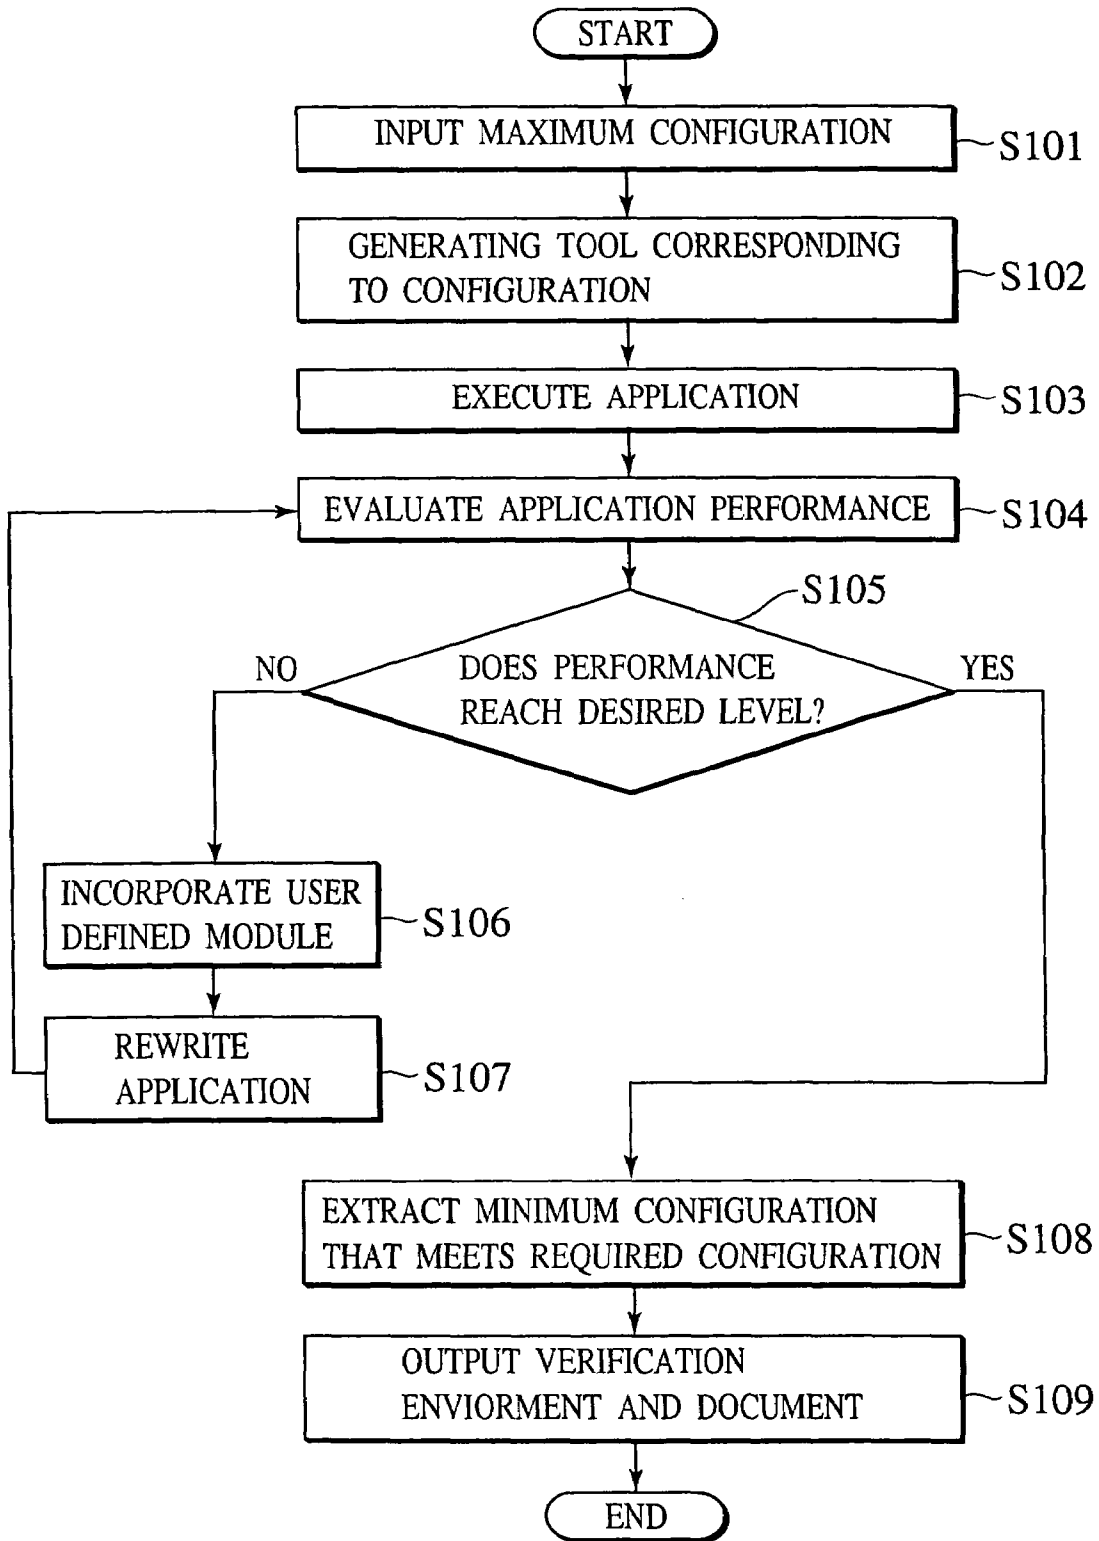 START
INPUT MAXIMUM CONFIGURATION
S101
GENERATING TOOL CORRESPONDING
TO CONFIGURATION
S102
EXECUTE APPLICATION
S103
EVALUATE APPLICATION PERFORMANCE
S104
S105
DOES PERFORMANCE
REACH DESIRED LEVEL?
NO
YES
INCORPORATE USER
DEFINED MODULE
S106
REWRITE
APPLICATION
S107
EXTRACT MINIMUM CONFIGURATION
THAT MEETS REQUIRED CONFIGURATION
S108
OUTPUT VERIFICATION
ENVIORMENT AND DOCUMENT
S109
END